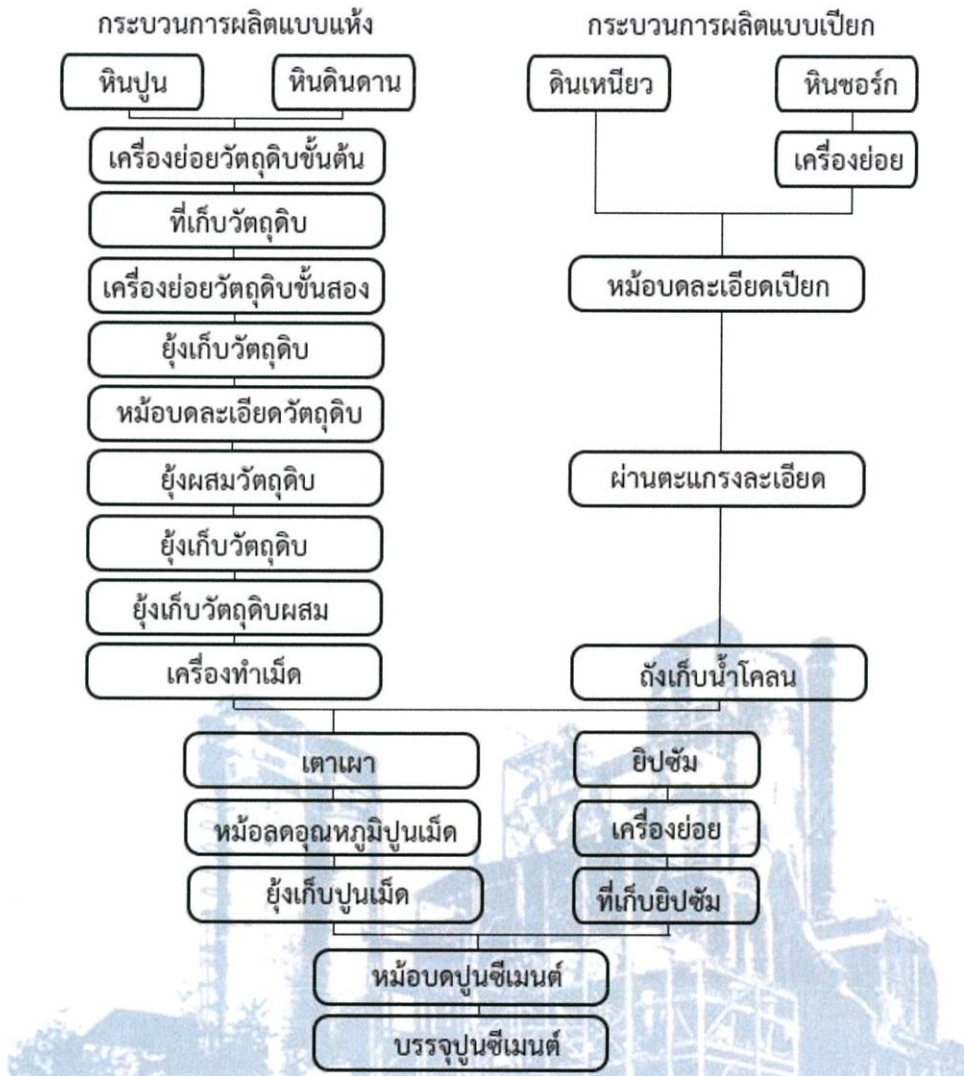 กระบวนการผลิตแบบแห้ง
หินปูน
หินดินดาน
เครื่องย่อยวัตถุดิบขั้นต้น
ที่เก็บวัตถุดิบ
เครื่องย่อยวัตถุดิบขั้นสอง
ยุ้งเก็บวัตถุดิบ
หม้อบดละเอียดวัตถุดิบ
ยุ้งผสมวัตถุดิบ
ยุ้งเก็บวัตถุดิบ
ยุ้งเก็บวัตถุดิบผสม
เครื่องทำเม็ด
กระบวนการผลิตแบบเปียก
ดินเหนียว
หินชอร์ก
เครื่องย่อย
หม้อบดละเอียดเปียก
ผ่านตะแกรงละเอียด
ถังเก็บน้ำโคลน
เตาเผา
หม้อลดอุณหภูมิปูนเม็ด
ยุ้งเก็บปูนเม็ด
ยิปซัม
เครื่องย่อย
ที่เก็บยิปซัม
หม้อบดปูนซีเมนต์
บรรจุปูนซีเมนต์